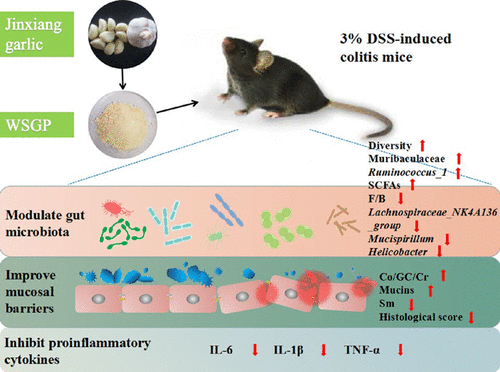 Jinxiang
garlic
WSGP
3% DSS-induced
colitis mice
Diversity ↑
Muribaculaceae ↑
Ruminococcus_1 ↑
SCFAs ↑
F/B ↓
Lachnospiraceae_NK4A136
_group ↓
Mucispirillum ↓
Helicobacter ↓
Modulate gut
microbiota
Improve
mucosal
barriers
Co/GC/Cr ↑
Mucins ↑
Sm ↓
Histological score ↓
Inhibit proinflammatory
cytokines
IL-6 ↓ IL-1β ↓ TNF-α ↓